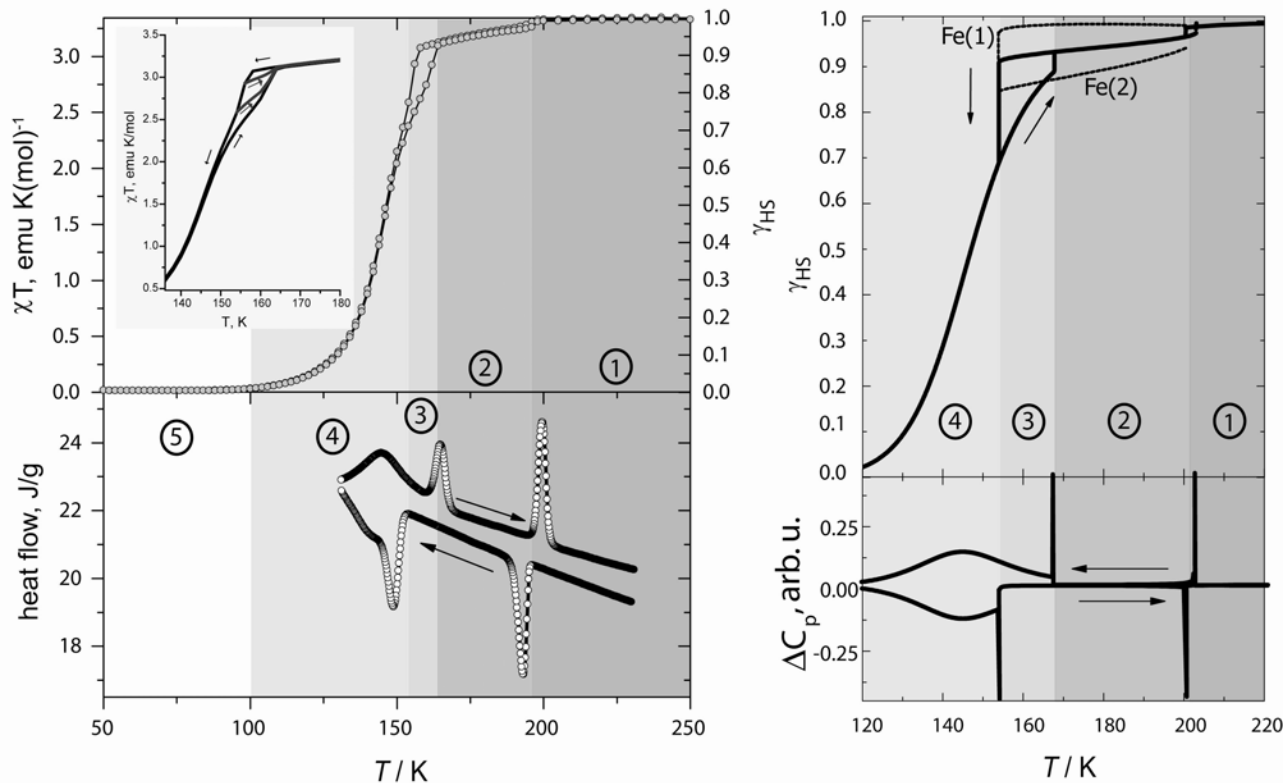 χT, emu K(mol)⁻¹
3.0
2.5
2.0
1.5
1.0
0.5
0.0
χT, emu K/mol
3.5
3.0
2.5
2.0
1.5
1.0
0.5
140 150 160 170 180
T, K
1.0
0.9
0.8
0.7
0.6
0.5
0.4
0.3
0.2
0.1
0.0
γHS
② ①
heat flow, J/g
24
22
20
18
⑤ ④ ③
50 100 150 200 250
T / K
γHS
1.0
0.9
0.8
0.7
0.6
0.5
0.4
0.3
0.2
0.1
0.0
Fe(1)
Fe(2)
④ ③ ② ①
ΔCp, arb. u.
0.25
0.00
-0.25
120 140 160 180 200 220
T / K